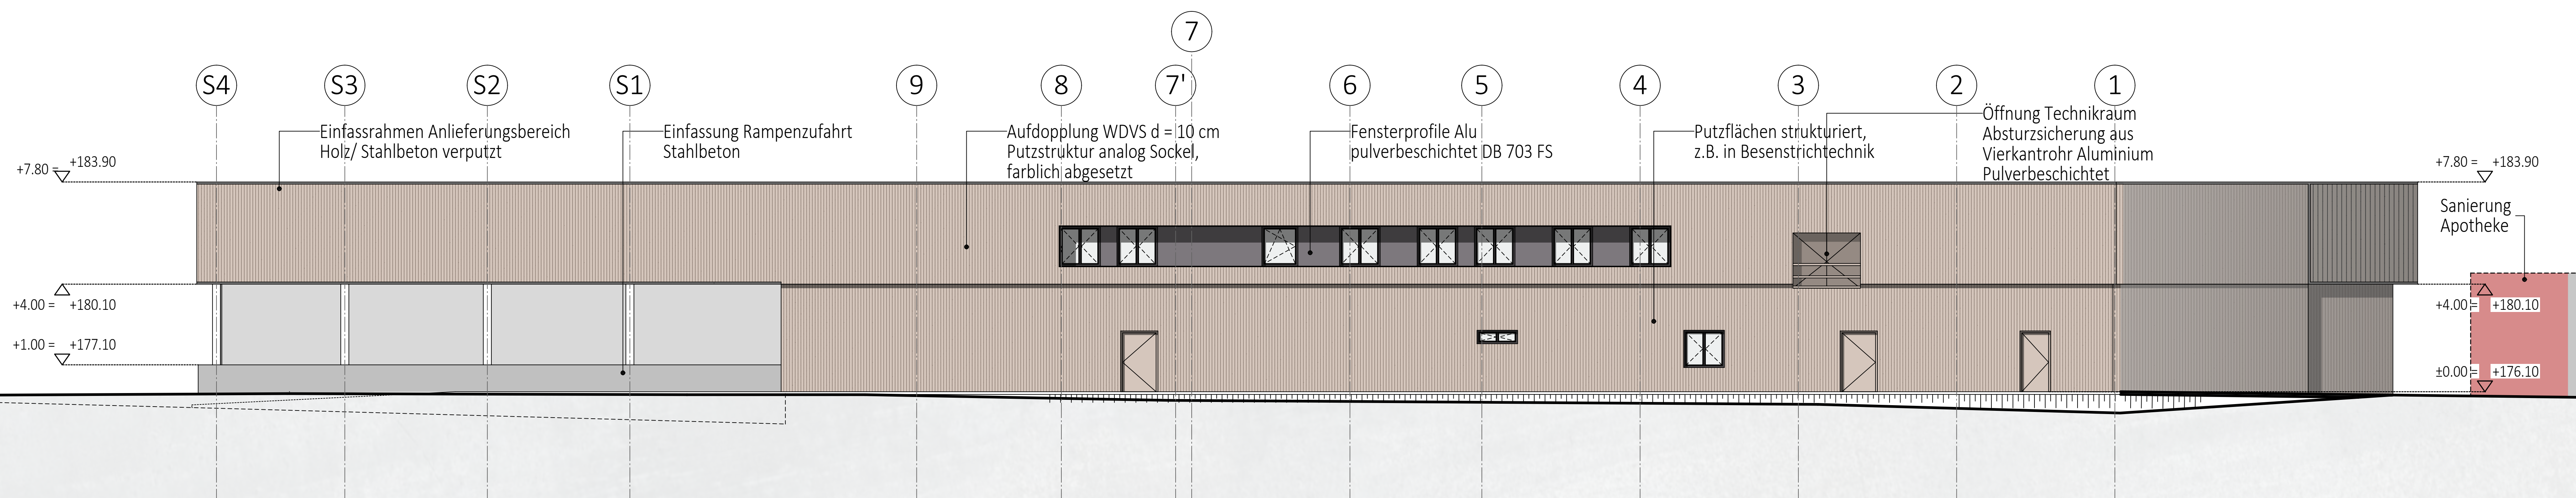 7
S4
S3
S2
S1
9
8
7'
6
5
4
3
2
1
Einfassrahmen Anlieferungsbereich
Holz/ Stahlbeton verputzt
Einfassung Rampenzufahrt
Stahlbeton
Aufdopplung WDVS d = 10 cm
Putzstruktur analog Sockel,
farblich abgesetzt
Fensterprofile Alu
pulverbeschichtet DB 703 FS
Putzflächen strukturiert,
z.B. in Besenstrichtechnik
Öffnung Technikraum
Absturzsicherung aus
Vierkantrohr Aluminium
Pulverbeschichtet
+7.80 = +183.90
+4.00 = +180.10
+1.00 = +177.10
+7.80 = +183.90
Sanierung
Apotheke
+4.00 = +180.10
±0.00 = +176.10